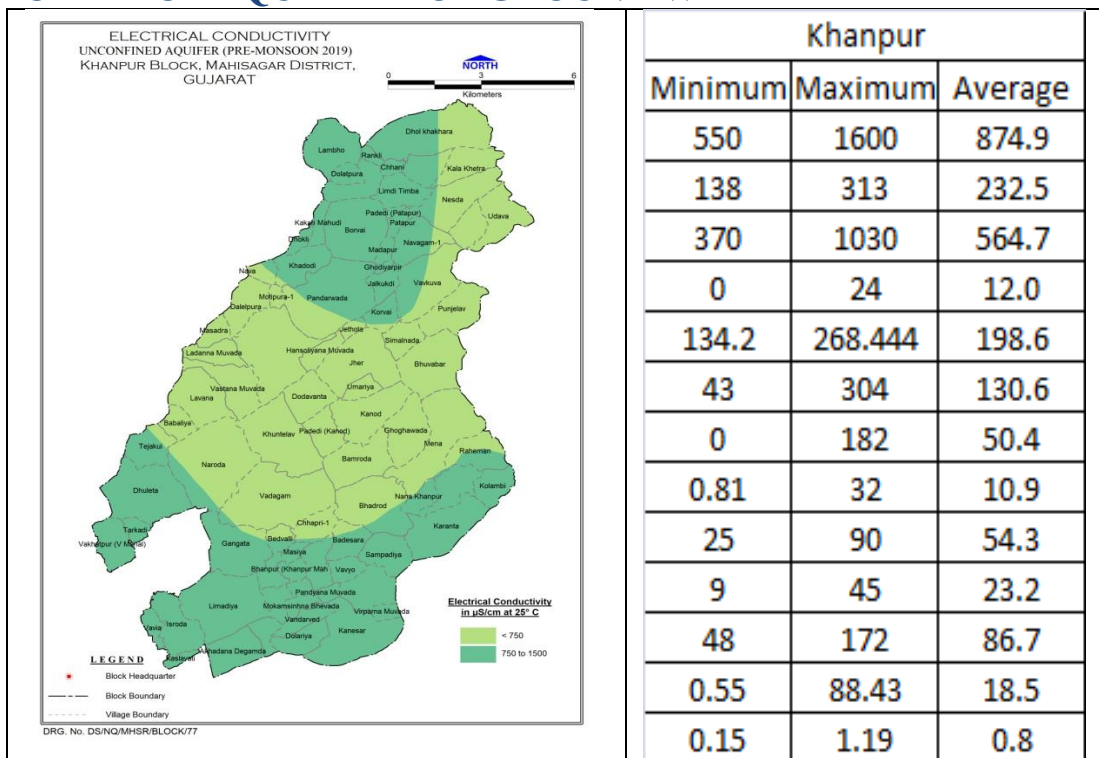 ELECTRICAL CONDUCTIVITY
UNCONFINED AQUIFER (PRE-MONSOON 2019)
KHANPUR BLOCK, MAHISAGAR DISTRICT,
GUJARAT
NORTH
0 3 6
Kilometers
Dhol khakhara
Lambho
Rankli
Chhani
Kala Khetra
Dolatpura
Limdi Timba
Nesda
Padedi (Patapur)
Udava
Patapur
Borvai
Navagam-1
Madapur
Khadodi
Ghodiyarpir
Nava
Jalkukdi
Vavkuva
Motipura-1
Pandarwada
Dalelpura
Korvai
Punjelav
Masadra
Jethola
Simalnada
Ladanna Muvada
Hansoliyana Muvada
Jher
Bhuvabar
Vastana Muvada
Umariya
Lavana
Dodavanta
Kanod
Babaliya
Khuntelav
Padedi (Kanod)
Ghoghawada
Tejakui
Mena
Raheman
Naroda
Bamroda
Dhuleta
Kolambi
Vadagam
Nana Khanpur
Bhadrod
Chhapri-1
Karanta
Tarkadi
Gangata
Bedvalli
Badesara
Masiya
Sampadiya
Bhanpur (Khanpur Mah
Vavyo
Pandyana Muvada
Limadiya
Mokamsinhna Bhevada
Virparna Muvada
Vandarved
Isroda
Vavia
Dolariya
Kanesar
Electrical Conductivity
in µS/cm at 25° C
< 750
750 to 1500
LEGEND
Block Headquarter
Block Boundary
Village Boundary
DRG. No. DS/NQ/MHSR/BLOCK/77
Khanpur
Minimum Maximum Average
550 1600 874.9
138 313 232.5
370 1030 564.7
0 24 12.0
134.2 268.444 198.6
43 304 130.6
0 182 50.4
0.81 32 10.9
25 90 54.3
9 45 23.2
48 172 86.7
0.55 88.43 18.5
0.15 1.19 0.8